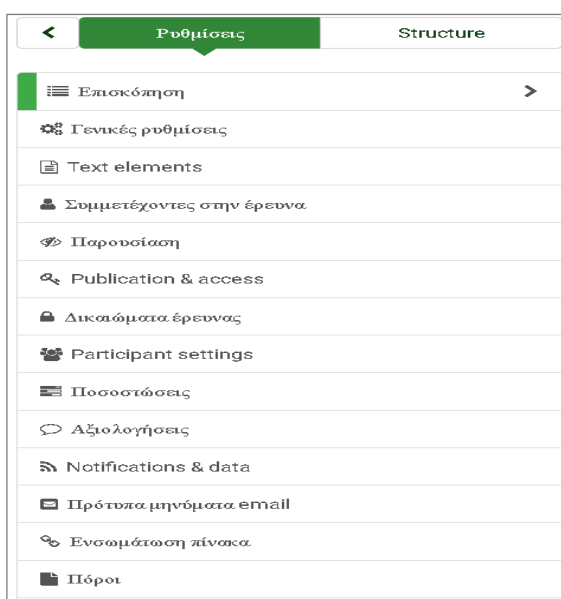 Ρυθμίσεις Structure
Επισκόπηση
Γενικές ρυθμίσεις
Text elements
Συμμετέχοντες στην έρευνα
Παρουσίαση
Publication & access
Δικαιώματα έρευνας
Participant settings
Ποσοστώσεις
Αξιολογήσεις
Notifications & data
Πρότυπα μηνύματα email
Ενσωμάτωση πίνακα
Πόροι